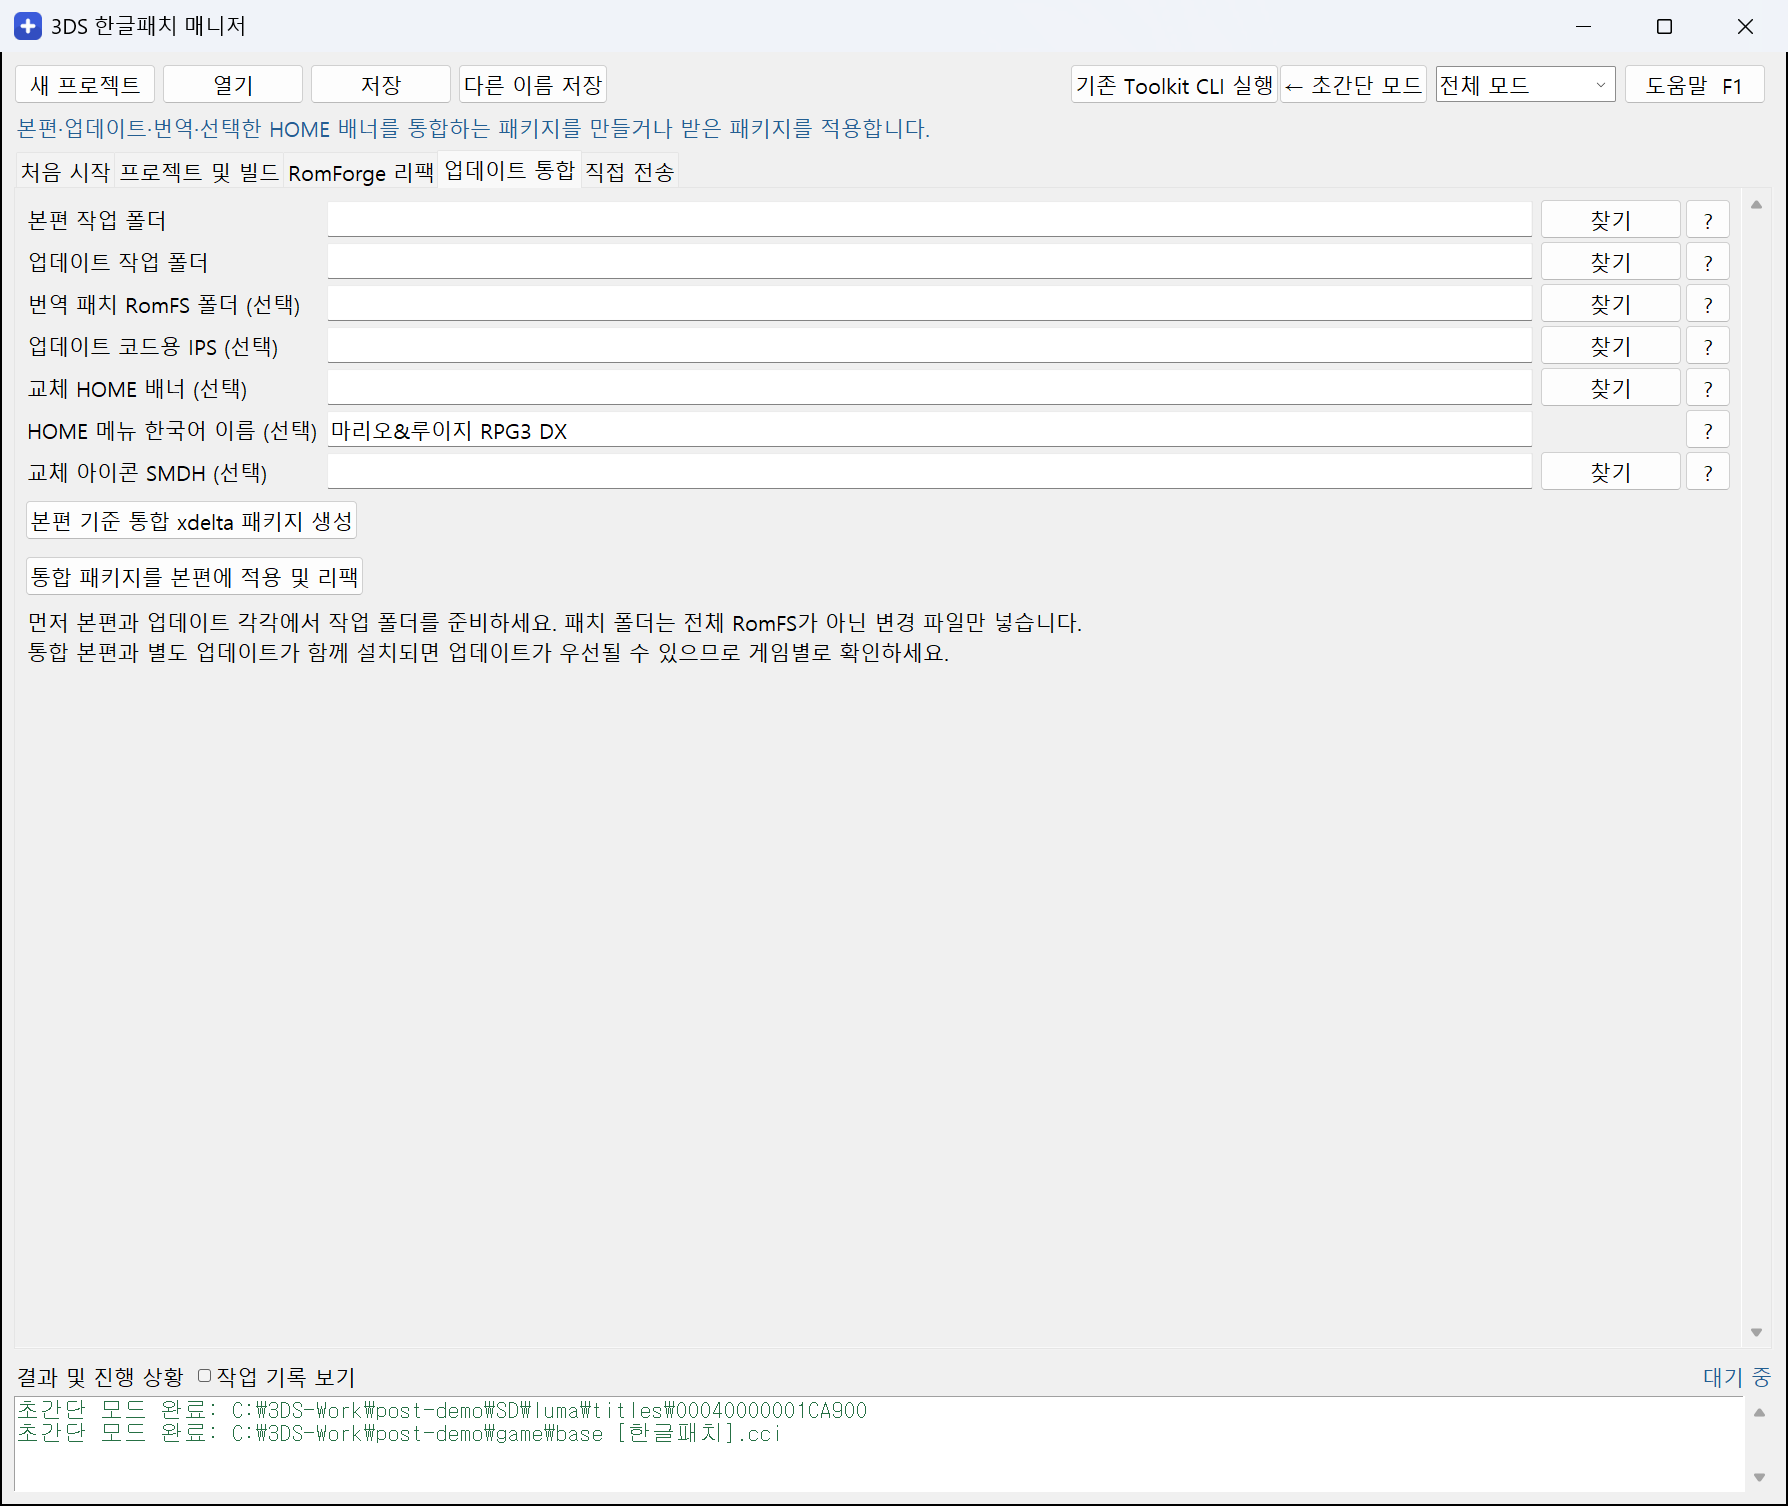 3DS 한글패치 매니저
새 프로젝트 열기 저장 다른 이름 저장 기존 Toolkit CLI 실행 ← 초간단 모드 전체 모드 도움말 F1
본편·업데이트·번역·선택한 HOME 배너를 통합하는 패키지를 만들거나 받은 패키지를 적용합니다.
처음 시작 프로젝트 및 빌드 RomForge 리팩 업데이트 통합 직접 전송
본편 작업 폴더 찾기 ?
업데이트 작업 폴더 찾기 ?
번역 패치 RomFS 폴더 (선택) 찾기 ?
업데이트 코드용 IPS (선택) 찾기 ?
교체 HOME 배너 (선택) 찾기 ?
HOME 메뉴 한국어 이름 (선택) 마리오&루이지 RPG3 DX ?
교체 아이콘 SMDH (선택) 찾기 ?
본편 기준 통합 xdelta 패키지 생성
통합 패키지를 본편에 적용 및 리팩
먼저 본편과 업데이트 각각에서 작업 폴더를 준비하세요. 패치 폴더는 전체 RomFS가 아닌 변경 파일만 넣습니다.
통합 본편과 별도 업데이트가 함께 설치되면 업데이트가 우선될 수 있으므로 게임별로 확인하세요.
결과 및 진행 상황 작업 기록 보기 대기 중
초간단 모드 완료: C:₩3DS-Work₩post-demo₩SD₩luma₩titles₩00040000001CA900
초간단 모드 완료: C:₩3DS-Work₩post-demo₩game₩base [한글패치].cci